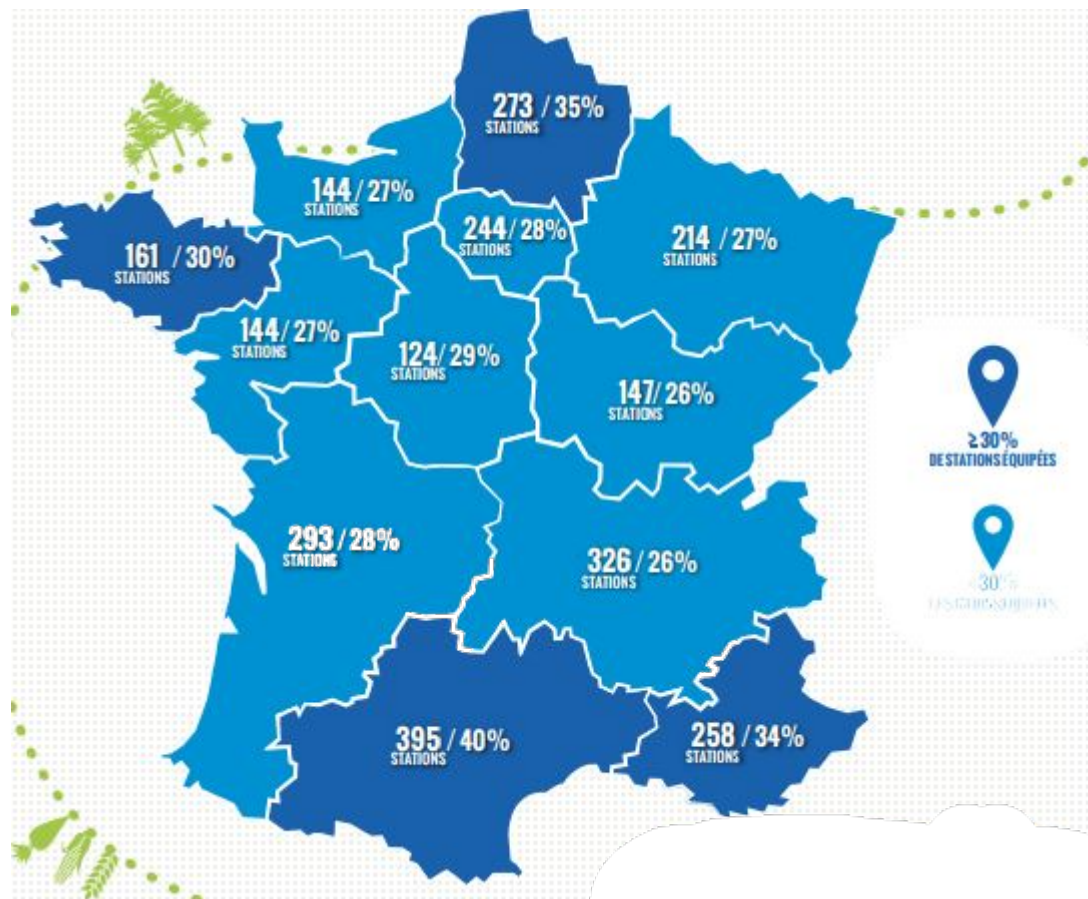 273 / 35%
STATIONS
144 / 27%
STATIONS
244 / 28%
STATIONS
214 / 27%
STATIONS
161 / 30%
STATIONS
144 / 27%
STATIONS
124 / 29%
STATIONS
147 / 26%
STATIONS
≥30%
DE STATIONS ÉQUIPÉES
293 / 28%
STATIONS
326 / 26%
STATIONS
30%
395 / 40%
STATIONS
258 / 34%
STATIONS